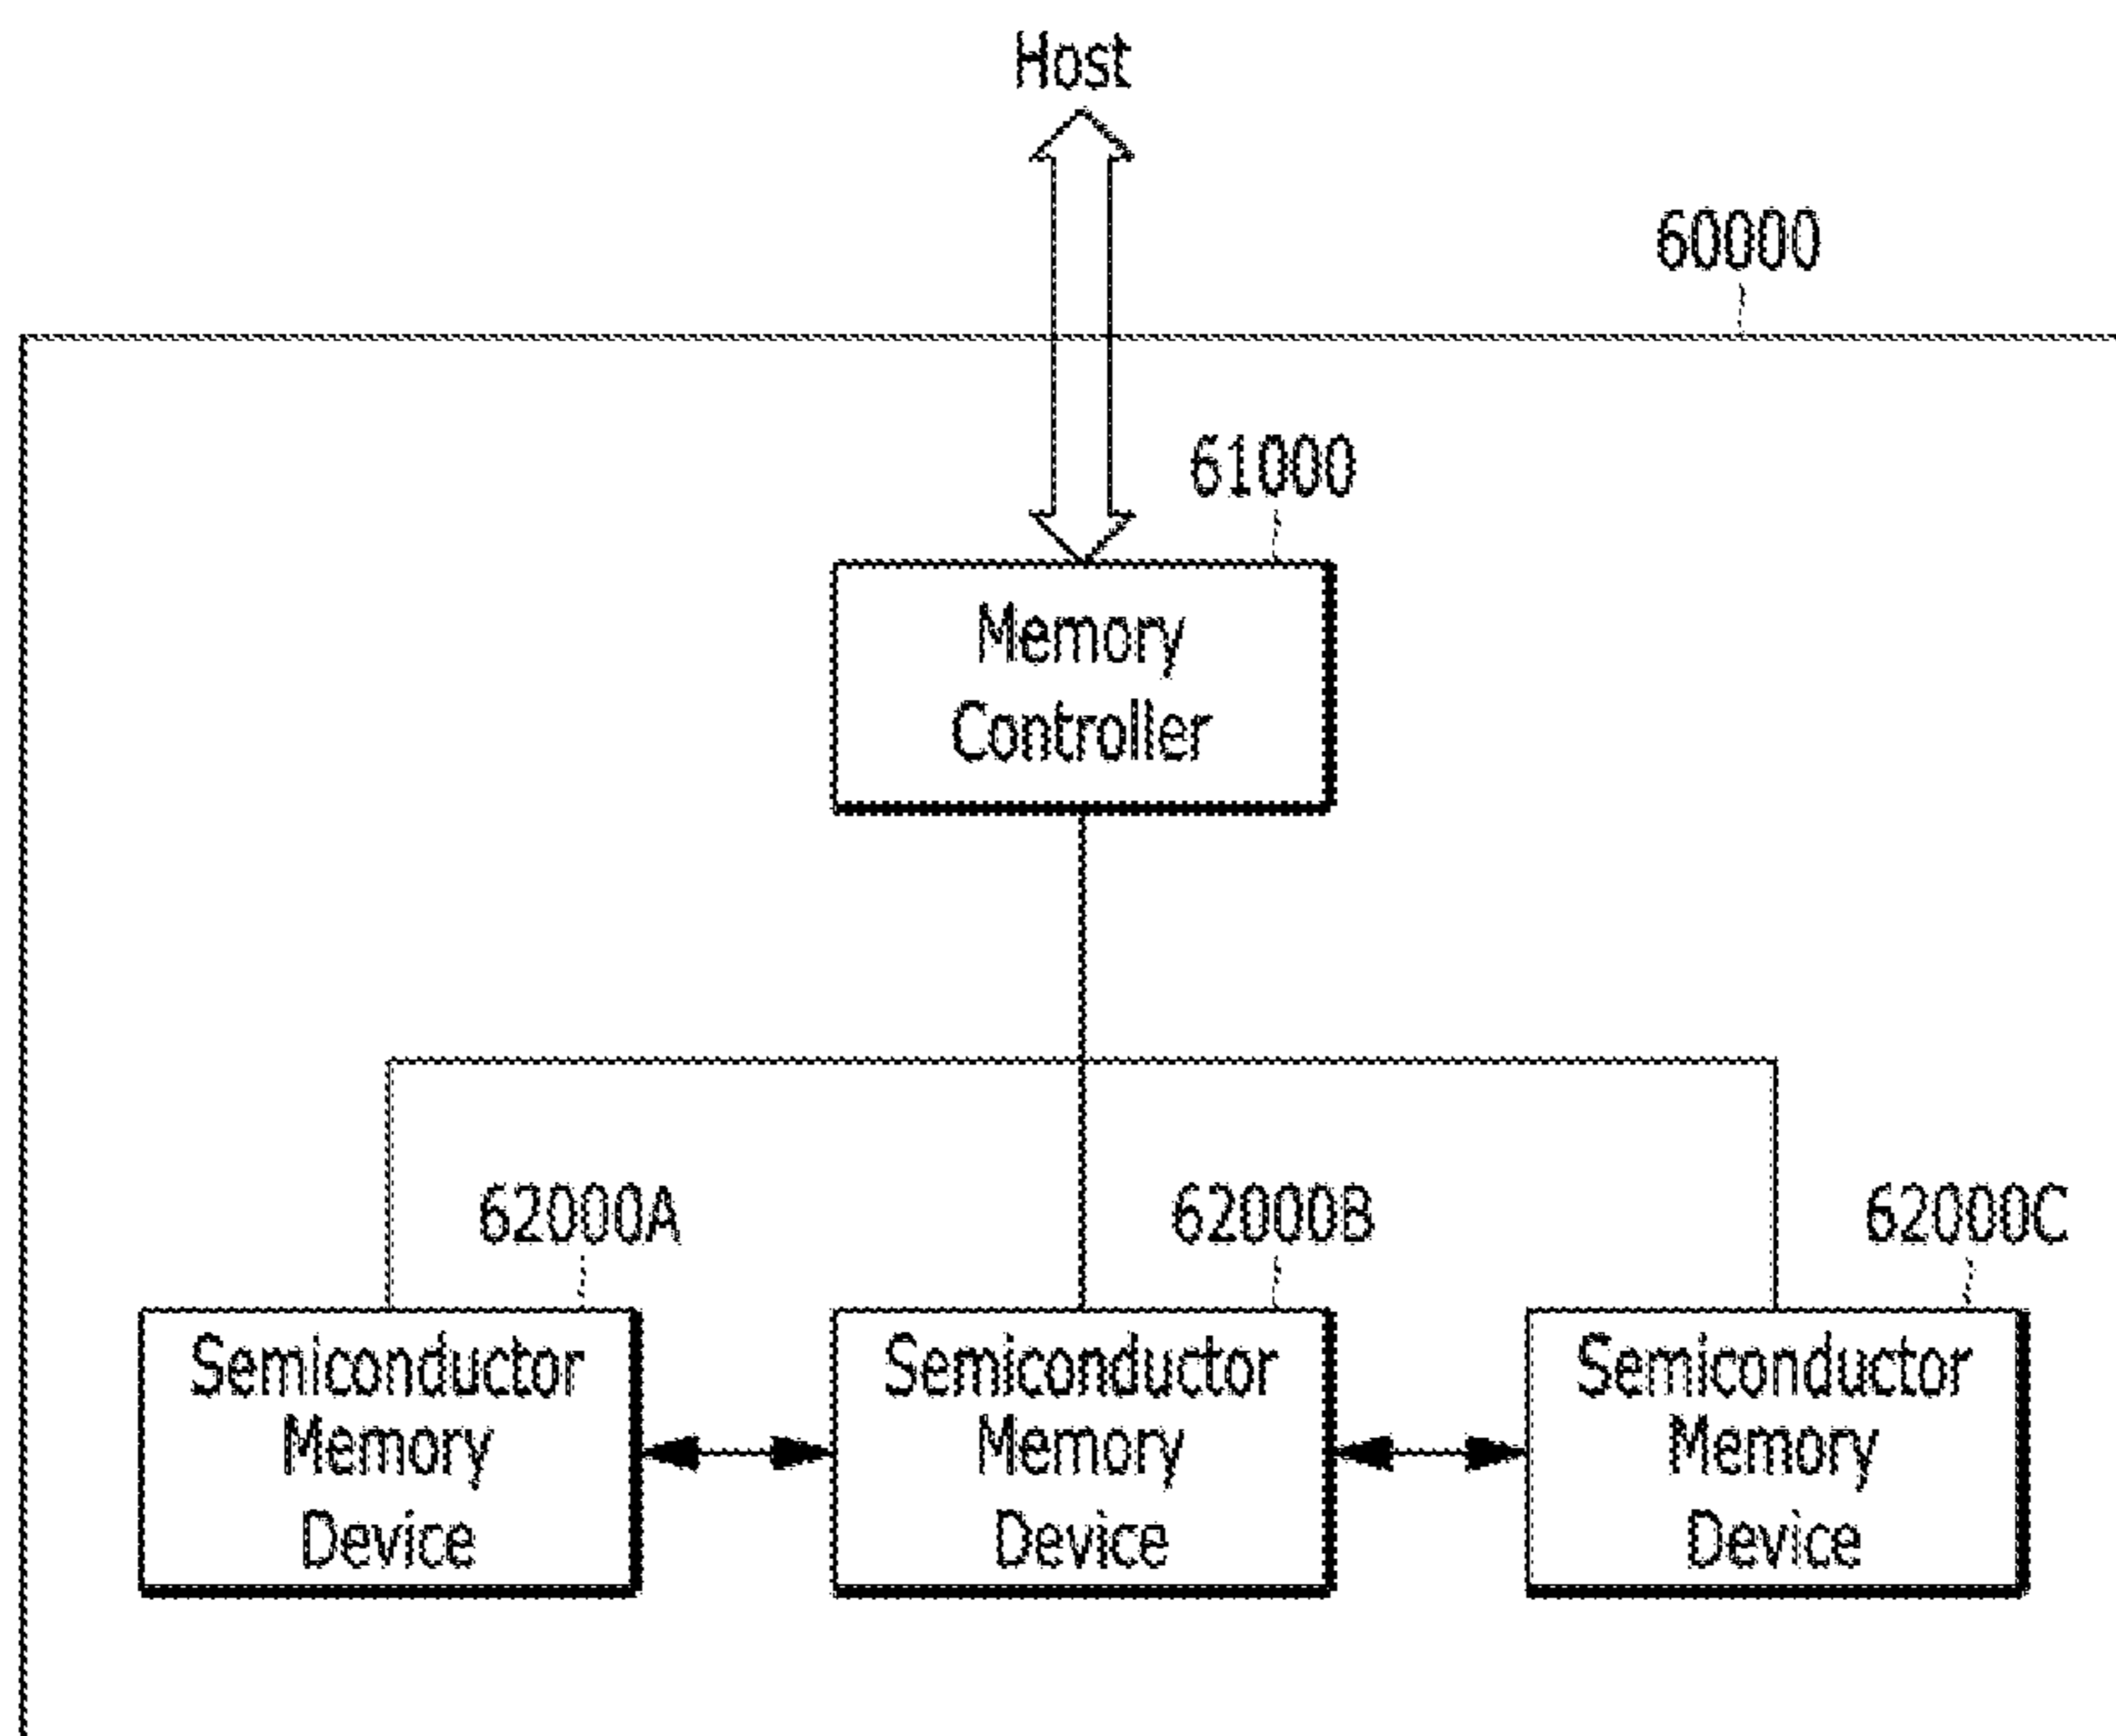 Host
60000
61000
Memory
Controller
62000A
62000B
62000C
Semiconductor
Memory
Device
Semiconductor
Memory
Device
Semiconductor
Memory
Device